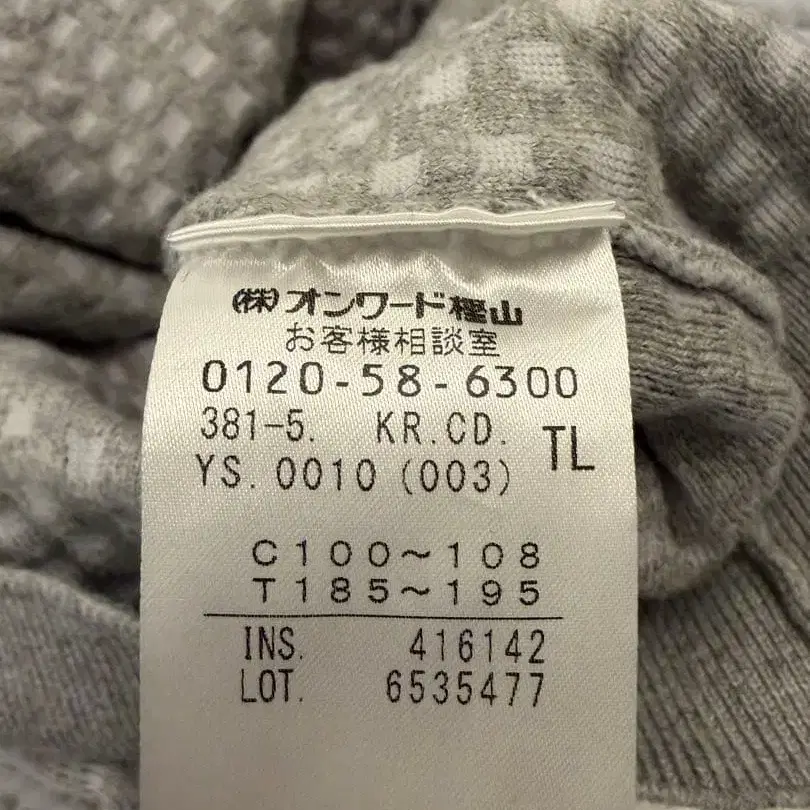 (株)オンワード樫山
お客様相談室
0120-58-6300
381-5. KR.CD. TL
YS. 0010 (003)
C100～108
T185～195
INS. 416142
LOT. 6535477